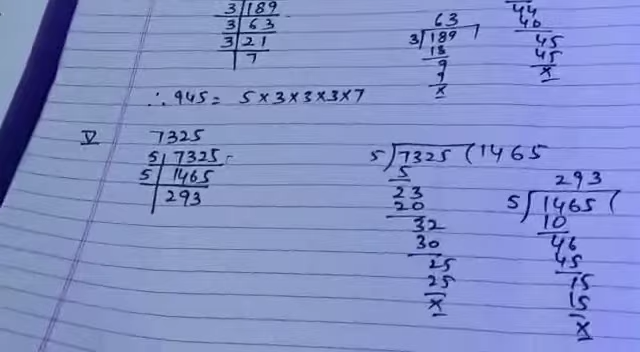 3 | 189
3 | 63
3 | 21
7
63
3 √189
18
9
9
x
44
40
45
45
x
∴ 945 = 5×3×3×3×7
V 7325
5 | 7325
5 | 1465
293
5 √7325 ( 1465
5
23
20
32
30
25
25
x
293
5 √1465 (
10
46
45
15
15
x